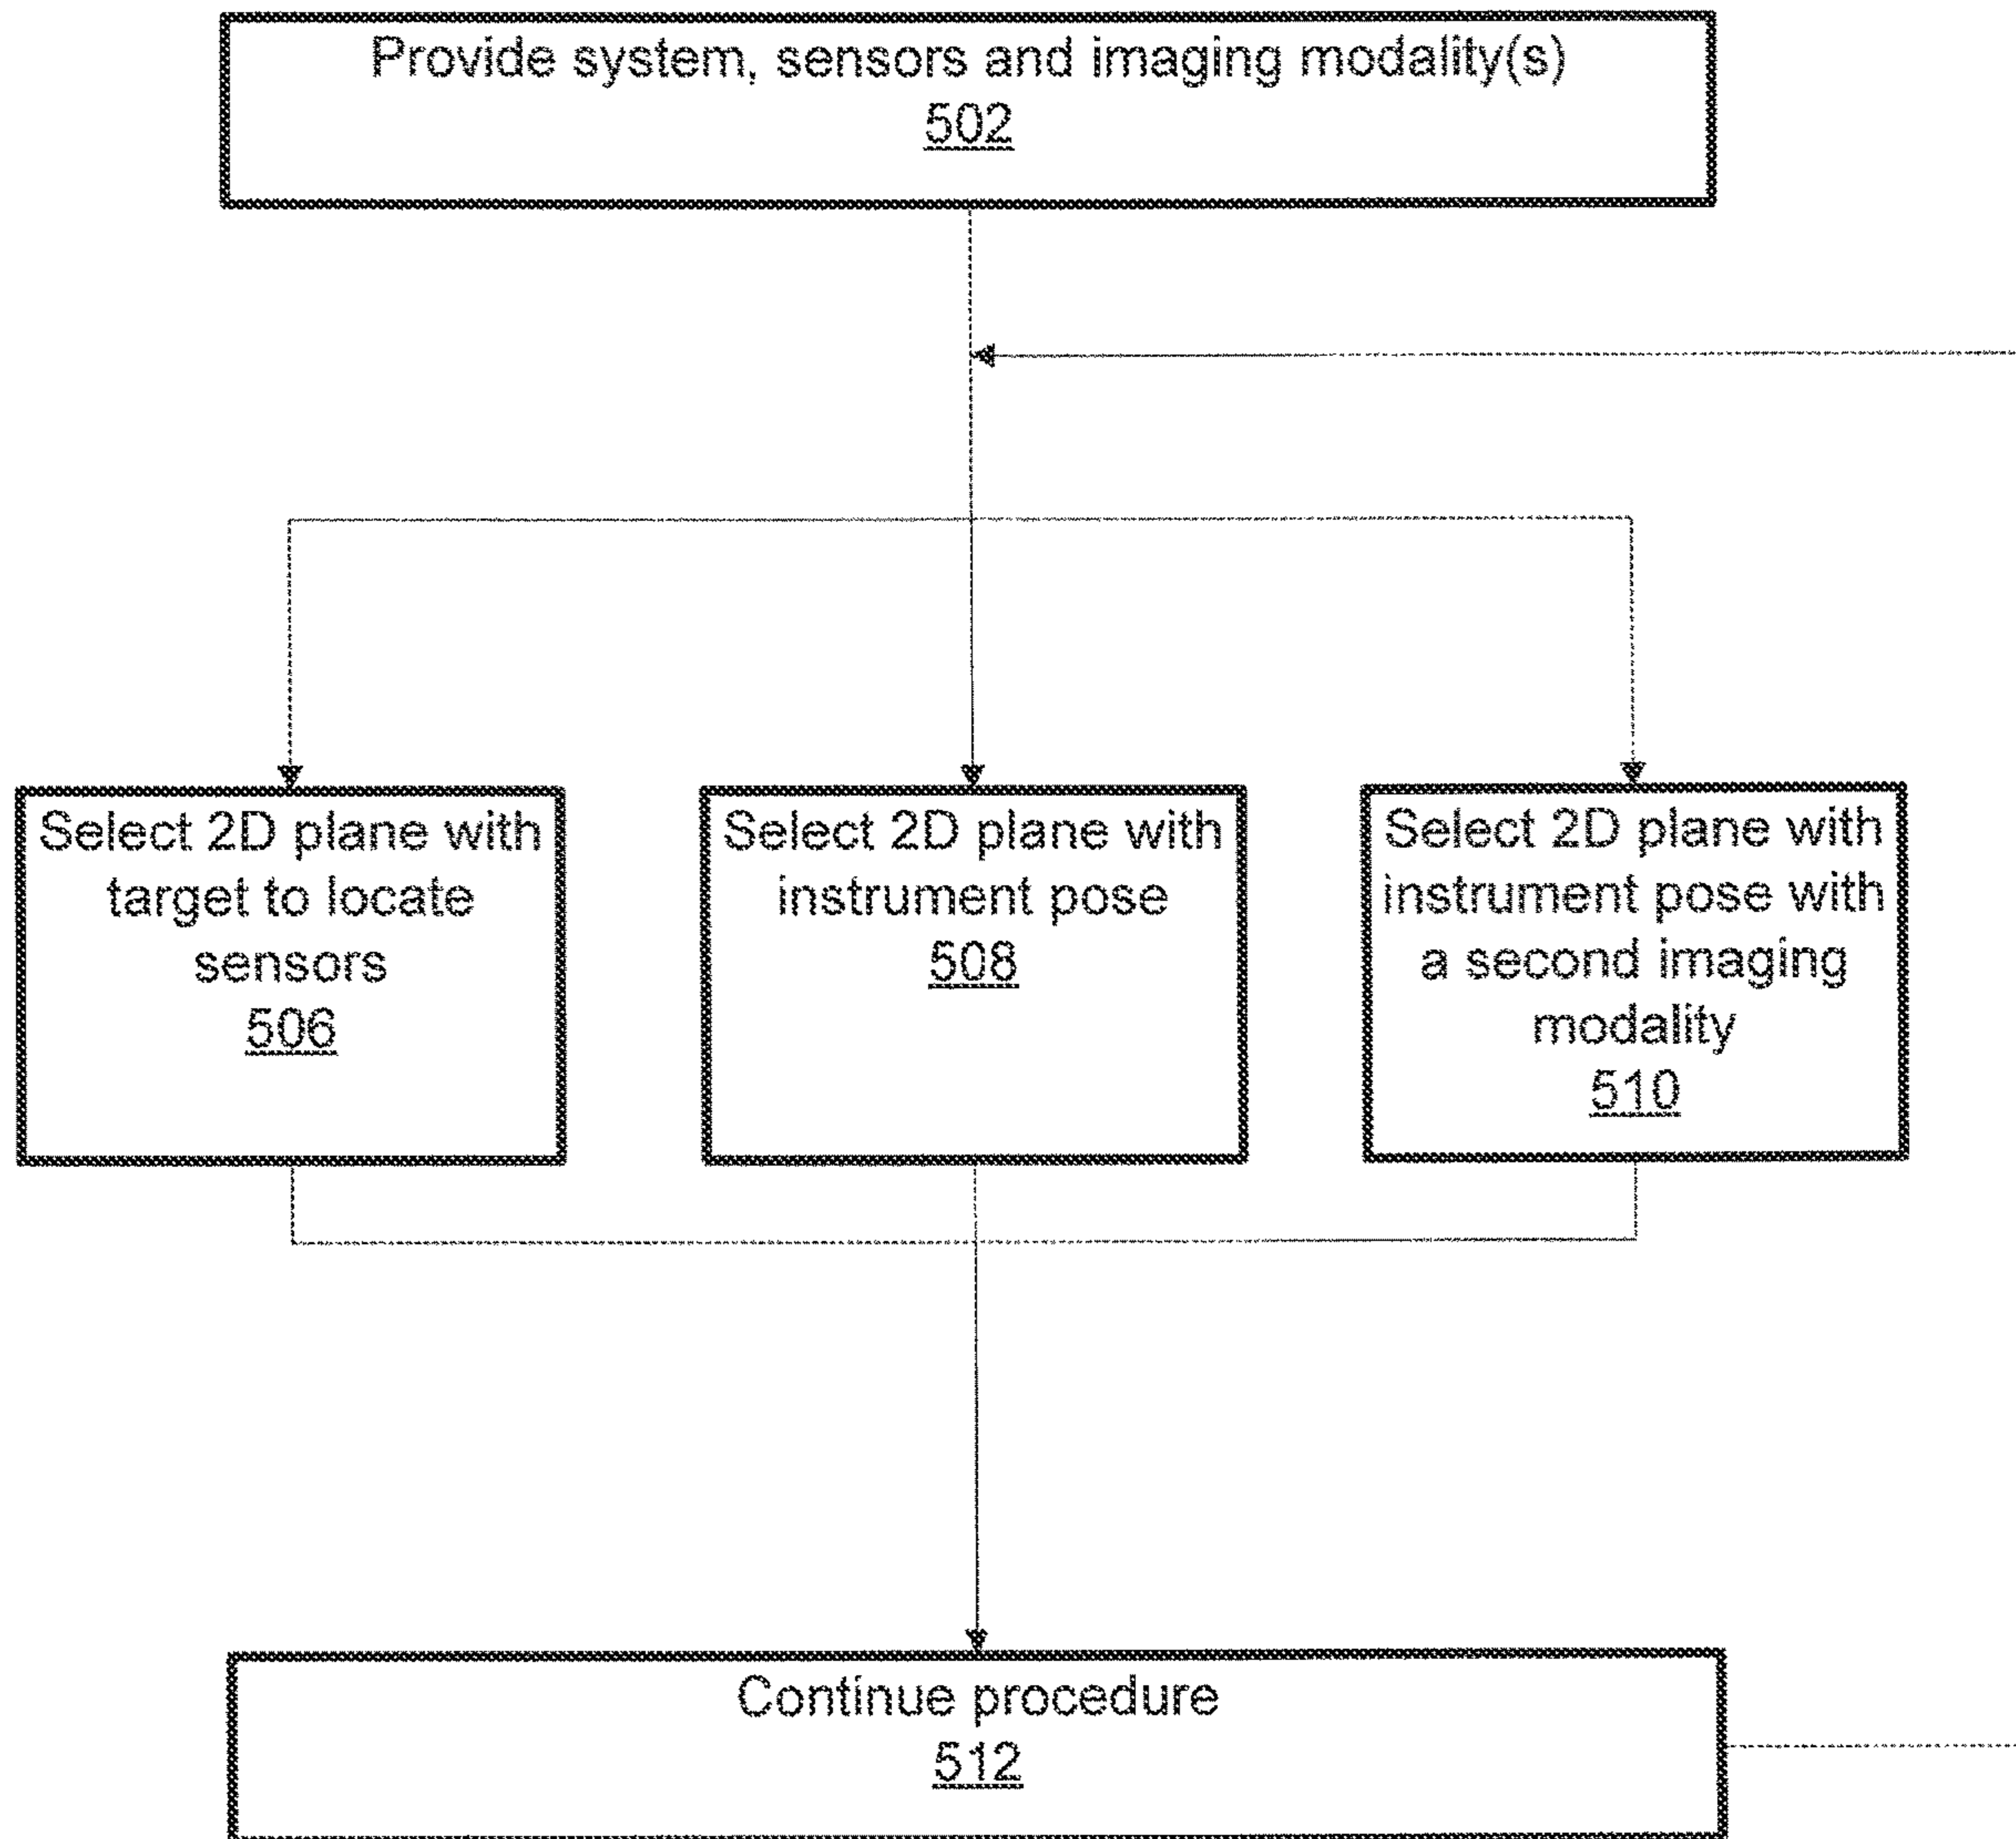 Provide system, sensors and imaging modality(s)
502
Select 2D plane with
target to locate
sensors
506
Select 2D plane with
instrument pose
508
Select 2D plane with
instrument pose with
a second imaging
modality
510
Continue procedure
512